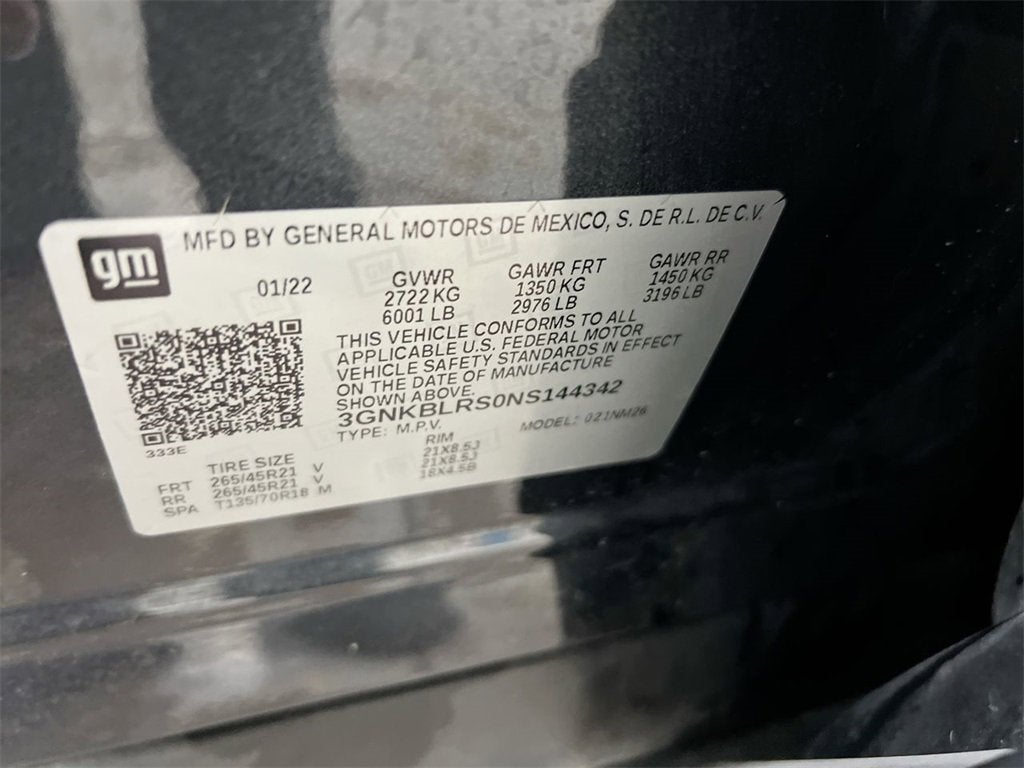 gm
MFD BY GENERAL MOTORS DE MEXICO, S. DE R.L. DE C.V.
01/22
GVWR
2722 KG
6001 LB
GAWR FRT
1350 KG
2976 LB
GAWR RR
1450 KG
3196 LB
THIS VEHICLE CONFORMS TO ALL
APPLICABLE U.S. FEDERAL MOTOR
VEHICLE SAFETY STANDARDS IN EFFECT
ON THE DATE OF MANUFACTURE
SHOWN ABOVE.
3GNKBLRS0NS144342
TYPE: M.P.V. MODEL: 021NM26
333E
TIRE SIZE RIM
FRT 265/45R21 V 21X8.5J
RR 265/45R21 V 21X8.5J
SPA T135/70R18 M 18X4.5B